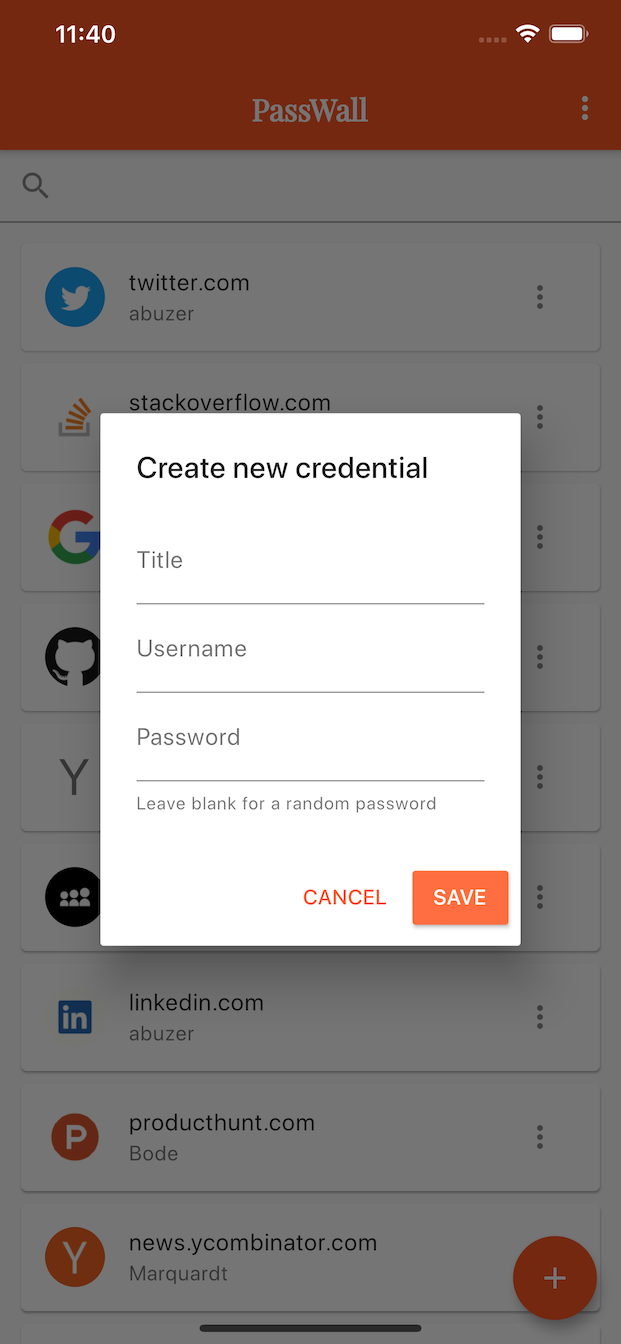 11:40
PassWall
twitter.com
abuzer
stackoverflow.com
Create new credential
Title
Username
Password
Leave blank for a random password
CANCEL
SAVE
linkedin.com
abuzer
producthunt.com
Bode
news.ycombinator.com
Marquardt